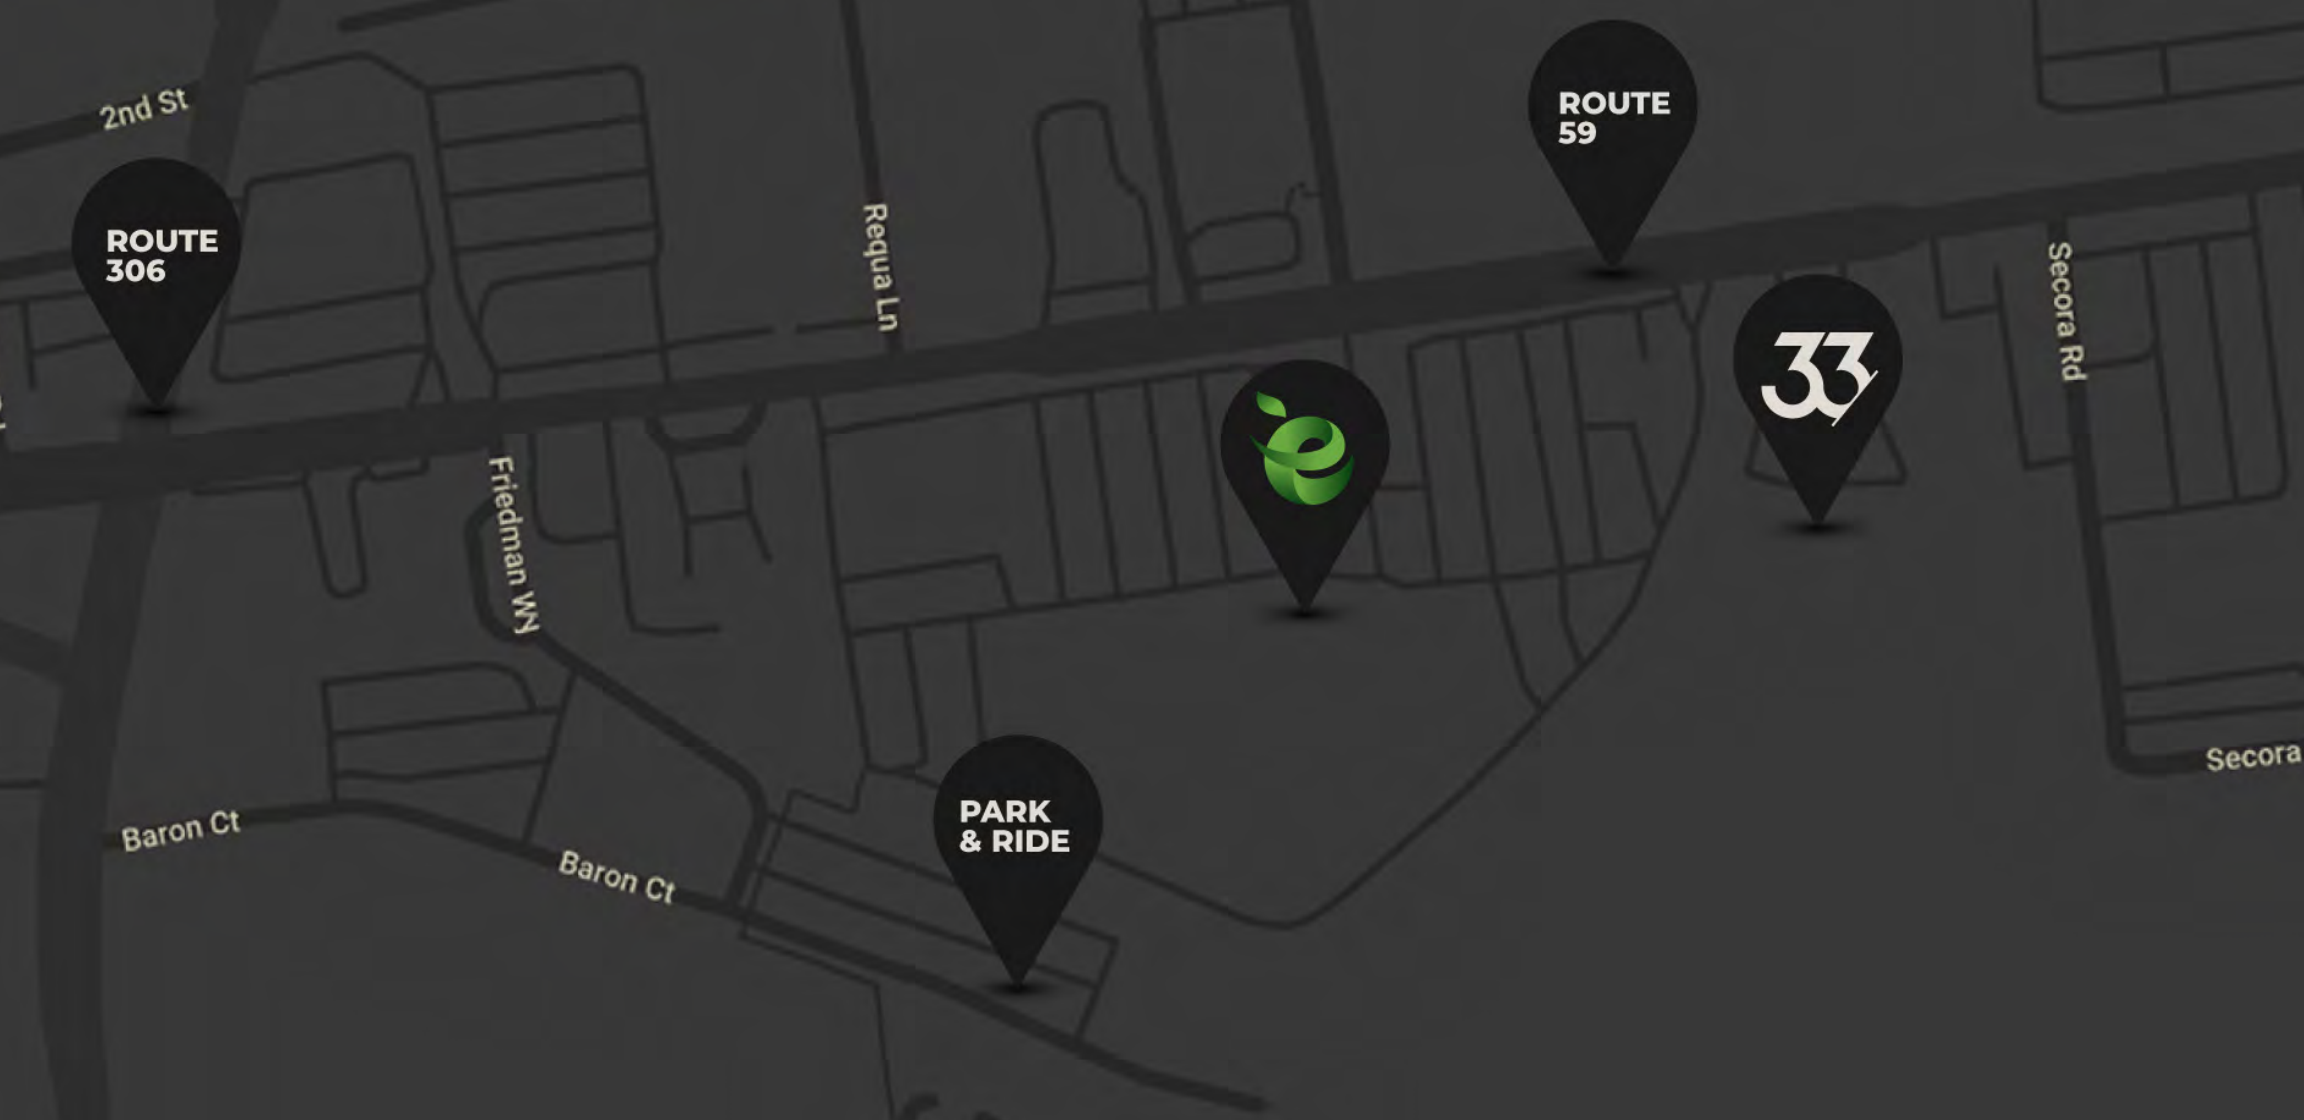 2nd St
ROUTE
59
ROUTE
306
Requa Ln
Secora Rd
33
e
Friedman Wy
Secora
PARK
& RIDE
Baron Ct
Baron Ct